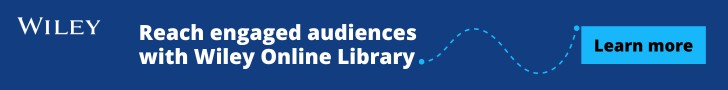 WILEY
Reach engaged audiences
with Wiley Online Library
Learn more